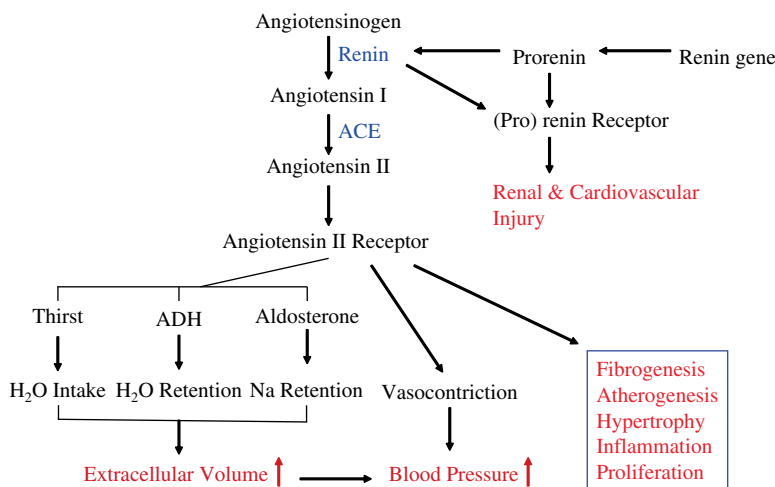 Angiotensinogen
Renin
Prorenin
Renin gene
Angiotensin I
(Pro) renin Receptor
ACE
Angiotensin II
Renal & Cardiovascular
Injury
Angiotensin II Receptor
Thirst
ADH
Aldosterone
H₂O Intake
H₂O Retention
Na Retention
Vasocontriction
Fibrogenesis
Atherogenesis
Hypertrophy
Inflammation
Proliferation
Extracellular Volume
Blood Pressure